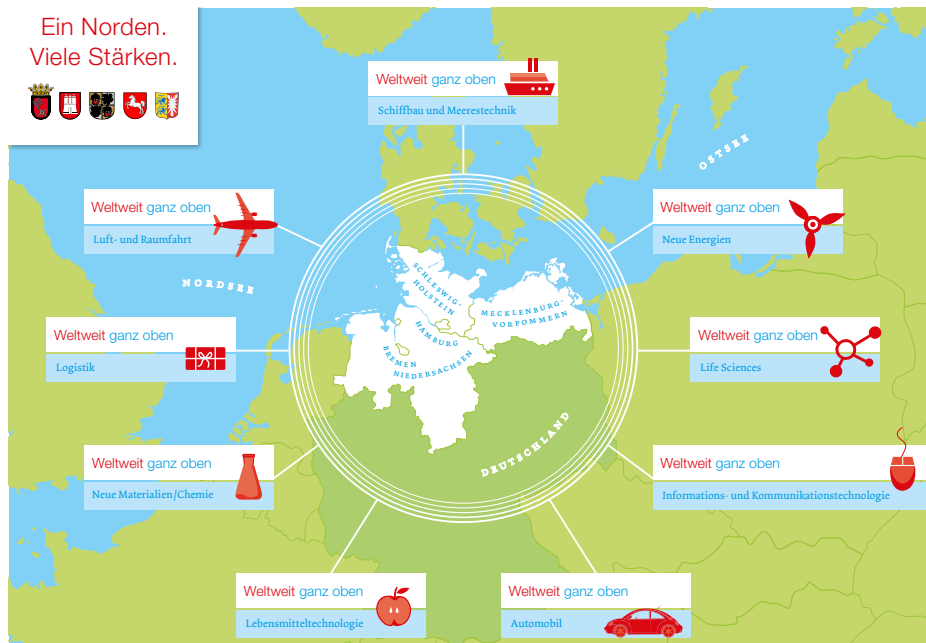 Ein Norden.
Viele Stärken.
Weltweit ganz oben
Schiffbau und Meerestechnik
Weltweit ganz oben
Luft- und Raumfahrt
Weltweit ganz oben
Neue Energien
OSTSEE
NORDSEE
SCHLESWIG-
HOLSTEIN
MECKLENBURG-
VORPOMMERN
HAMBURG
BREMEN
NIEDERSACHSEN
DEUTSCHLAND
Weltweit ganz oben
Logistik
Weltweit ganz oben
Life Sciences
Weltweit ganz oben
Neue Materialien/Chemie
Weltweit ganz oben
Informations- und Kommunikationstechnologie
Weltweit ganz oben
Lebensmitteltechnologie
Weltweit ganz oben
Automobil